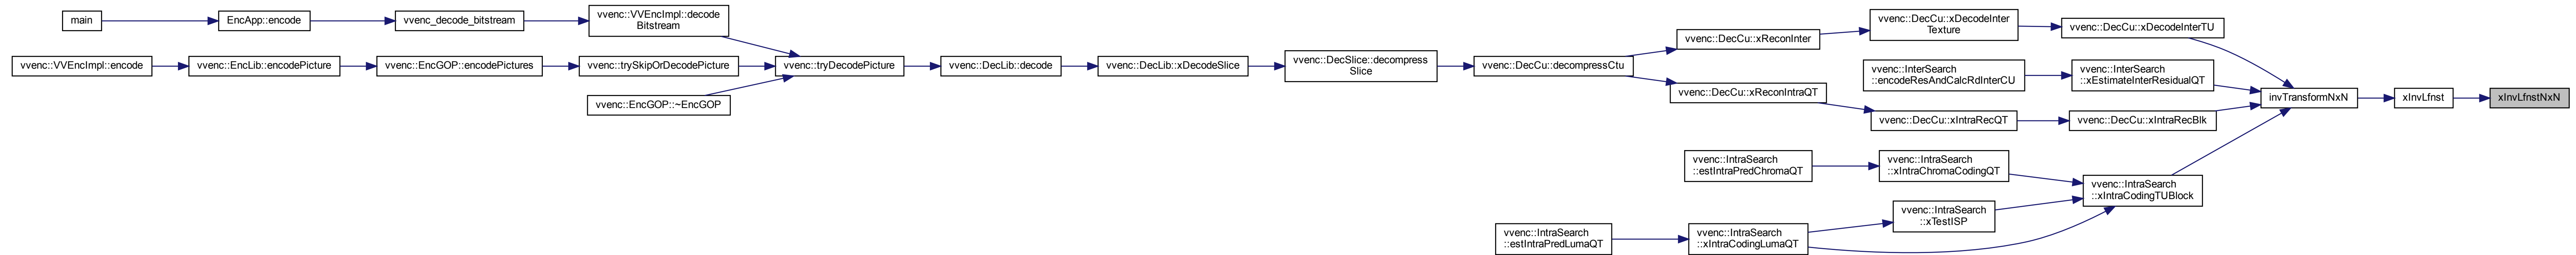 main
EncApp::encode
vvenc_decode_bitstream
vvenc::VVEncImpl::decode
Bitstream
vvenc::VVEncImpl::encode
vvenc::EncLib::encodePicture
vvenc::EncGOP::encodePictures
vvenc::trySkipOrDecodePicture
vvenc::EncGOP::~EncGOP
vvenc::tryDecodePicture
vvenc::DecLib::decode
vvenc::DecLib::xDecodeSlice
vvenc::DecSlice::decompress
Slice
vvenc::DecCu::decompressCtu
vvenc::DecCu::xReconInter
vvenc::DecCu::xDecodeInter
Texture
vvenc::DecCu::xDecodeInterTU
vvenc::InterSearch
::encodeResAndCalcRdInterCU
vvenc::InterSearch
::xEstimateInterResidualQT
vvenc::DecCu::xReconIntraQT
vvenc::DecCu::xIntraRecQT
vvenc::DecCu::xIntraRecBlk
invTransformNxN
xInvLfnst
xInvLfnstNxN
vvenc::IntraSearch
::estIntraPredChromaQT
vvenc::IntraSearch
::xIntraChromaCodingQT
vvenc::IntraSearch
::xIntraCodingTUBlock
vvenc::IntraSearch
::xTestISP
vvenc::IntraSearch
::estIntraPredLumaQT
vvenc::IntraSearch
::xIntraCodingLumaQT